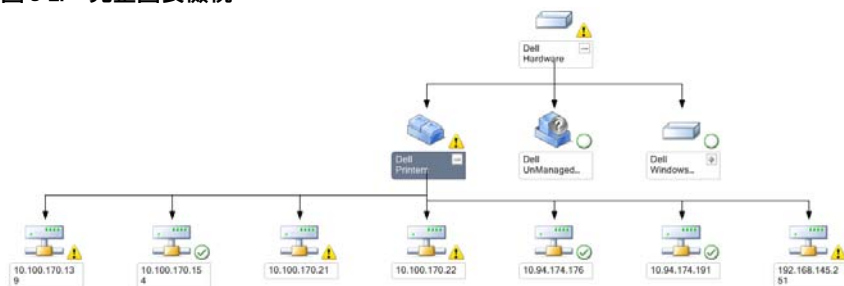 Dell
Hardware
Dell
Printers
Dell
UnManaged...
Dell
Windows...
10.100.170.13
9
10.100.170.15
4
10.100.170.21
10.100.170.22
10.94.174.176
10.94.174.191
192.168.145.2
51